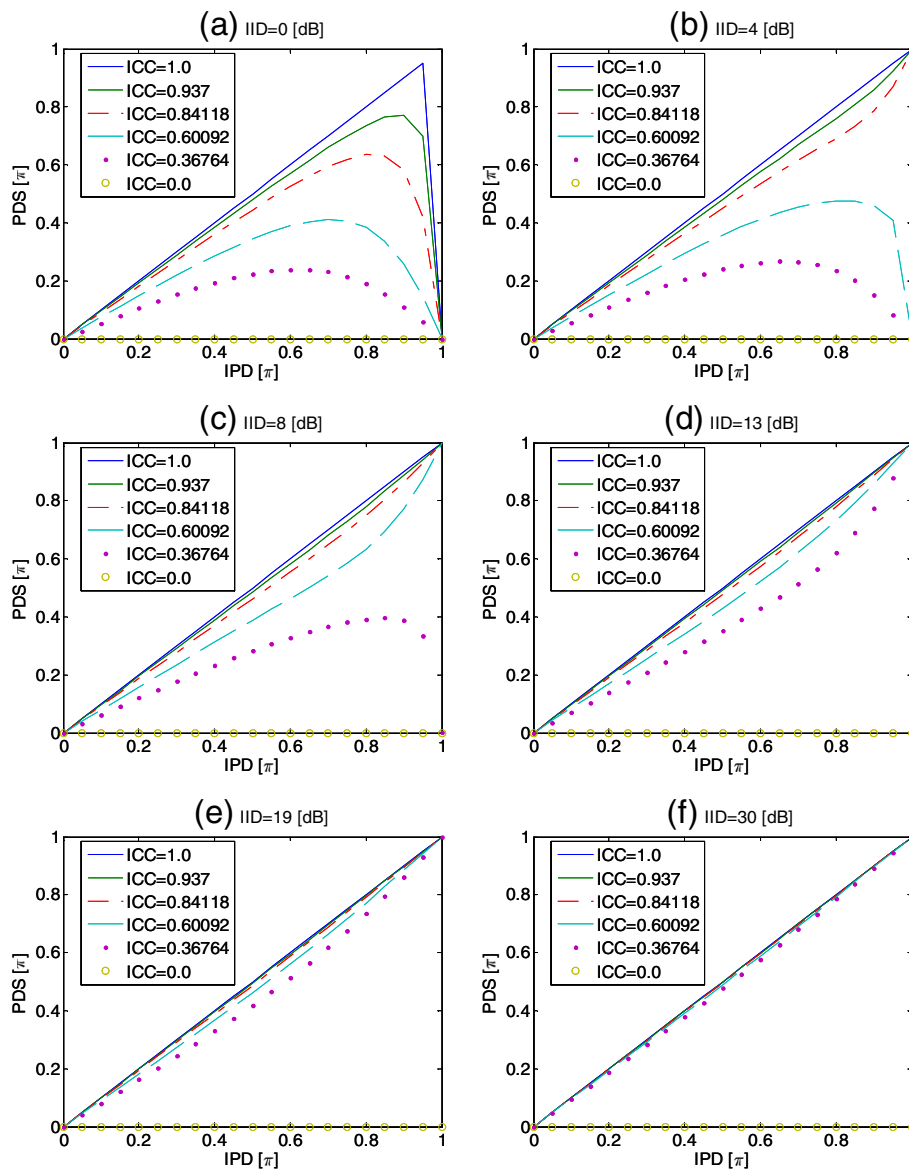 (a) IID=0 [dB]
ICC=1.0
ICC=0.937
ICC=0.84118
ICC=0.60092
ICC=0.36764
ICC=0.0
PDS [π]
1
0.8
0.6
0.4
0.2
0
0 0.2 0.4 0.6 0.8 1
IPD [π]
(b) IID=4 [dB]
ICC=1.0
ICC=0.937
ICC=0.84118
ICC=0.60092
ICC=0.36764
ICC=0.0
PDS [π]
1
0.8
0.6
0.4
0.2
0
0 0.2 0.4 0.6 0.8
IPD [π]
(c) IID=8 [dB]
ICC=1.0
ICC=0.937
ICC=0.84118
ICC=0.60092
ICC=0.36764
ICC=0.0
PDS [π]
1
0.8
0.6
0.4
0.2
0
0 0.2 0.4 0.6 0.8 1
IPD [π]
(d) IID=13 [dB]
ICC=1.0
ICC=0.937
ICC=0.84118
ICC=0.60092
ICC=0.36764
ICC=0.0
PDS [π]
1
0.8
0.6
0.4
0.2
0
0 0.2 0.4 0.6 0.8
IPD [π]
(e) IID=19 [dB]
ICC=1.0
ICC=0.937
ICC=0.84118
ICC=0.60092
ICC=0.36764
ICC=0.0
PDS [π]
1
0.8
0.6
0.4
0.2
0
0 0.2 0.4 0.6 0.8 1
IPD [π]
(f) IID=30 [dB]
ICC=1.0
ICC=0.937
ICC=0.84118
ICC=0.60092
ICC=0.36764
ICC=0.0
PDS [π]
1
0.8
0.6
0.4
0.2
0
0 0.2 0.4 0.6 0.8
IPD [π]